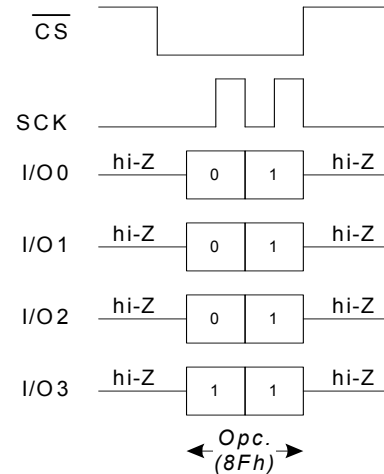 CS
SCK
I/O0 hi-Z 0 1 hi-Z
I/O1 hi-Z 0 1 hi-Z
I/O2 hi-Z 0 1 hi-Z
I/O3 hi-Z 1 1 hi-Z
Opc.
(8Fh)